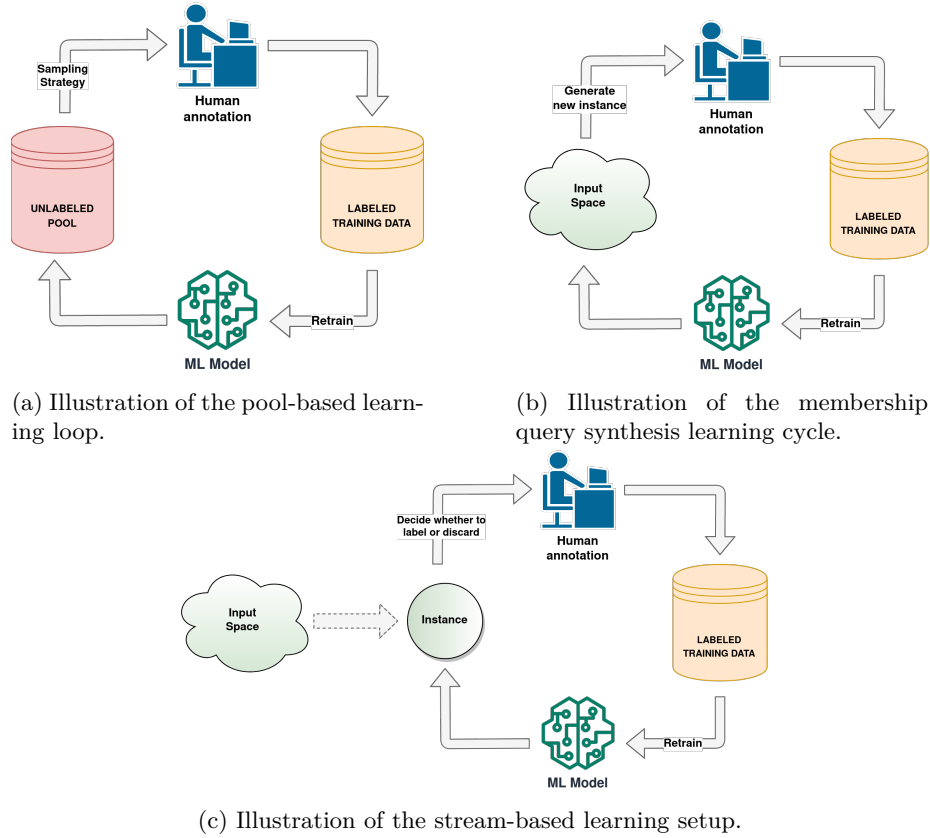 Sampling
Strategy
Human
annotation
UNLABELED
POOL
LABELED
TRAINING DATA
Retrain
ML Model
(a) Illustration of the pool-based learn-
ing loop.
Generate
new instance
Human
annotation
Input
Space
LABELED
TRAINING DATA
Retrain
ML Model
(b) Illustration of the membership
query synthesis learning cycle.
Decide whether to
label or discard
Human
annotation
Input
Space
Instance
LABELED
TRAINING DATA
Retrain
ML Model
(c) Illustration of the stream-based learning setup.